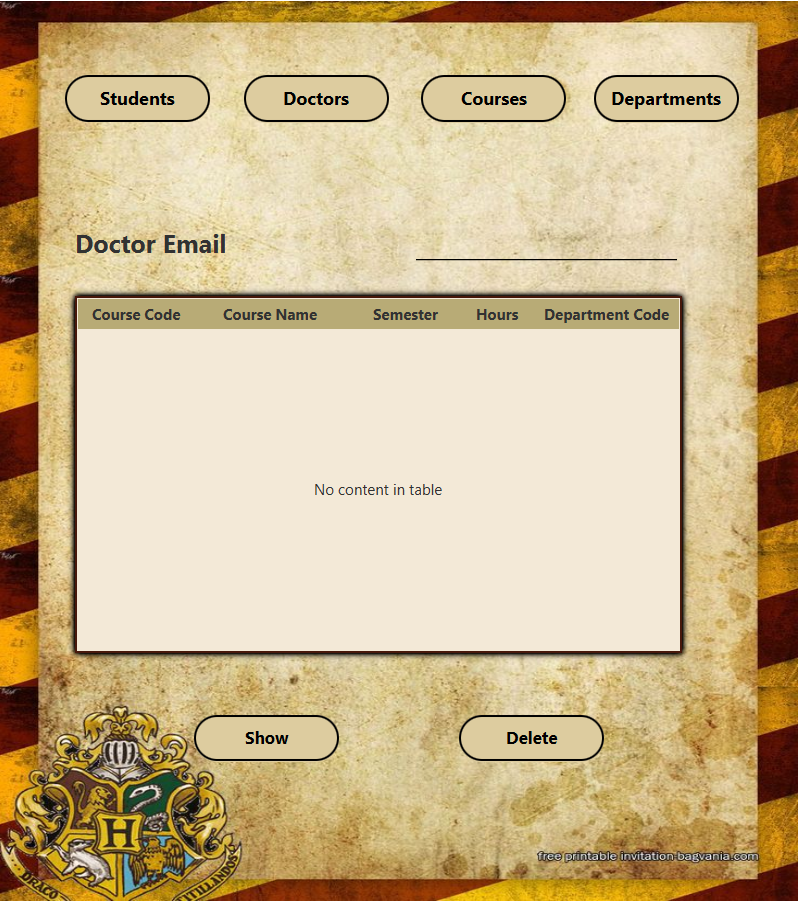 Students Doctors Courses Departments
Doctor Email
Course Code Course Name Semester Hours Department Code
No content in table
Show Delete
H
DRACO TITILLANDUS
free printable invitation-bagvania.com